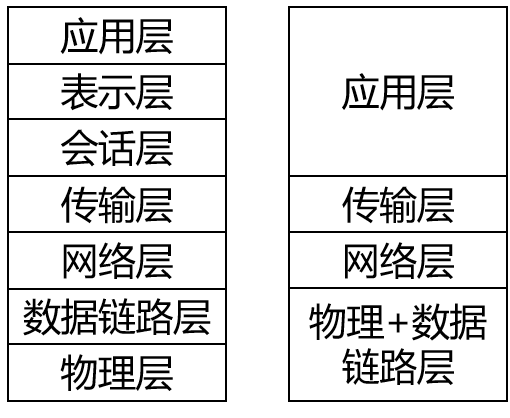 应用层
表示层
会话层
传输层
网络层
数据链路层
物理层
应用层
传输层
网络层
物理+数据
链路层